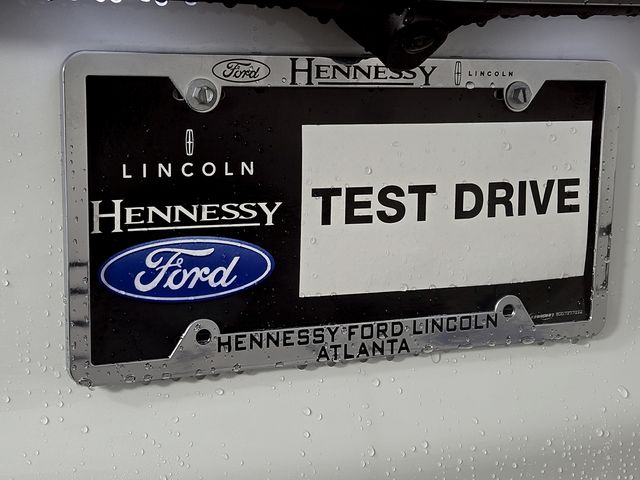 Ford HENNESSY LINCOLN
LINCOLN
HENNESSY
Ford
TEST DRIVE
HENNESSY FORD LINCOLN
ATLANTA